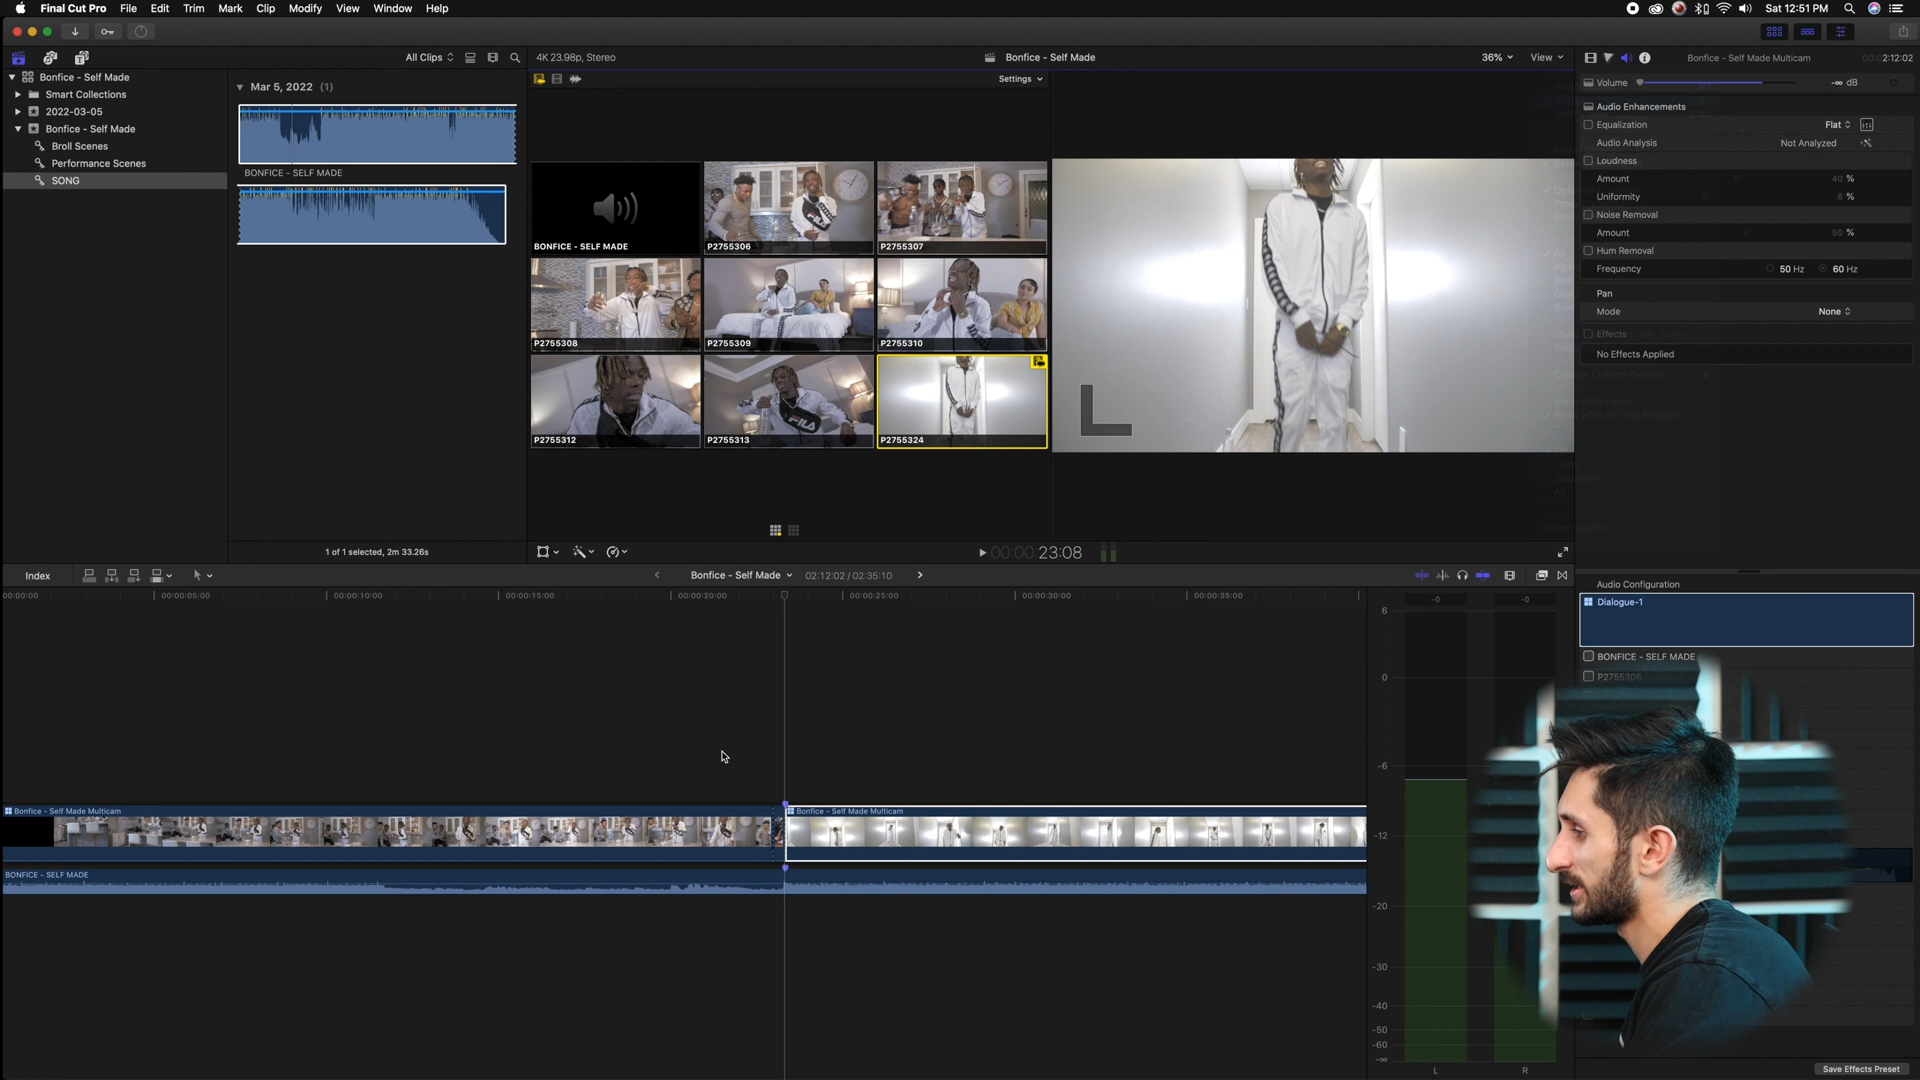 Final Cut Pro File Edit Trim Mark Clip Modify View Window Help
Sat 12:51 PM
All Clips
4K 23.98p, Stereo
Bonfice - Self Made
36%
View
Bonfice - Self Made Multicam
2:12:02
Bonfice - Self Made
Smart Collections
2022-03-05
Bonfice - Self Made
Broll Scenes
Performance Scenes
SONG
Mar 5, 2022 (1)
BONFICE - SELF MADE
1 of 1 selected, 2m 33.26s
Settings
BONFICE - SELF MADE
P2755306
P2755307
P2755308
P2755309
P2755310
P2755312
P2755313
P2755324
FILA
Volume
-∞ dB
Audio Enhancements
Equalization
Flat
Audio Analysis
Not Analyzed
Loudness
Amount
40 %
Uniformity
6 %
Noise Removal
Amount
50 %
Hum Removal
Frequency
50 Hz
60 Hz
Pan
Mode
None
Effects
No Effects Applied
00:00:23:08
Index
Bonfice - Self Made
02:12:02 / 02:35:10
00:00:00
00:00:05:00
00:00:10:00
00:00:15:00
00:00:20:00
00:00:25:00
00:00:30:00
00:00:35:00
Bonfice - Self Made Multicam
Bonfice - Self Made Multicam
BONFICE - SELF MADE
-0
-0
6
0
-6
-12
-20
-30
-40
-50
-60
-∞
L
R
Audio Configuration
Dialogue-1
BONFICE - SELF MADE
P2755306
Save Effects Preset